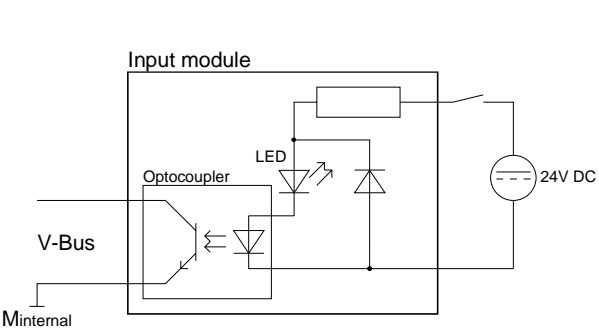 Input module
LED
Optocoupler
24V DC
V-Bus
Minternal